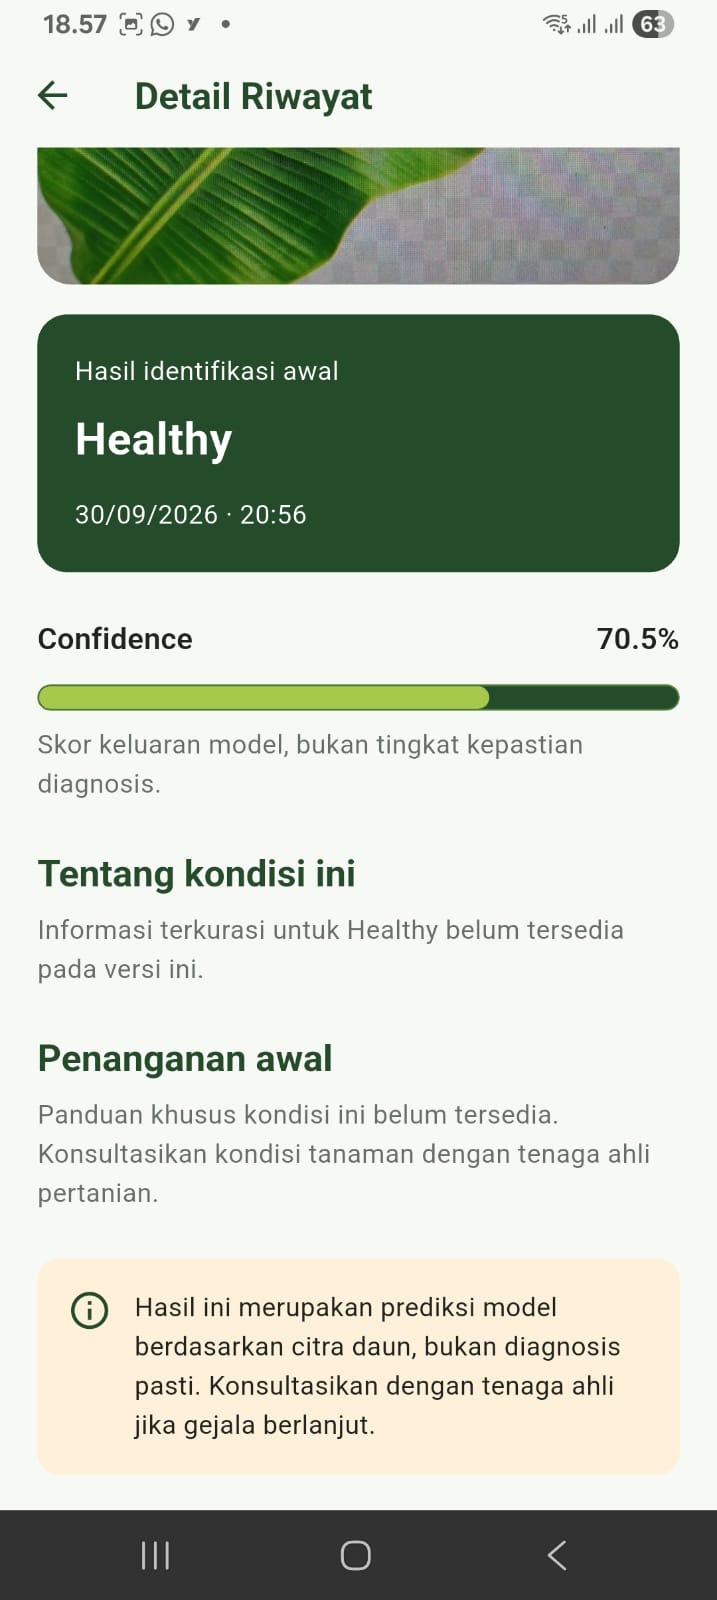 18.57
63
Detail Riwayat
Hasil identifikasi awal
Healthy
30/09/2026 · 20:56
Confidence 70.5%
Skor keluaran model, bukan tingkat kepastian
diagnosis.
Tentang kondisi ini
Informasi terkurasi untuk Healthy belum tersedia
pada versi ini.
Penanganan awal
Panduan khusus kondisi ini belum tersedia.
Konsultasikan kondisi tanaman dengan tenaga ahli
pertanian.
Hasil ini merupakan prediksi model
berdasarkan citra daun, bukan diagnosis
pasti. Konsultasikan dengan tenaga ahli
jika gejala berlanjut.